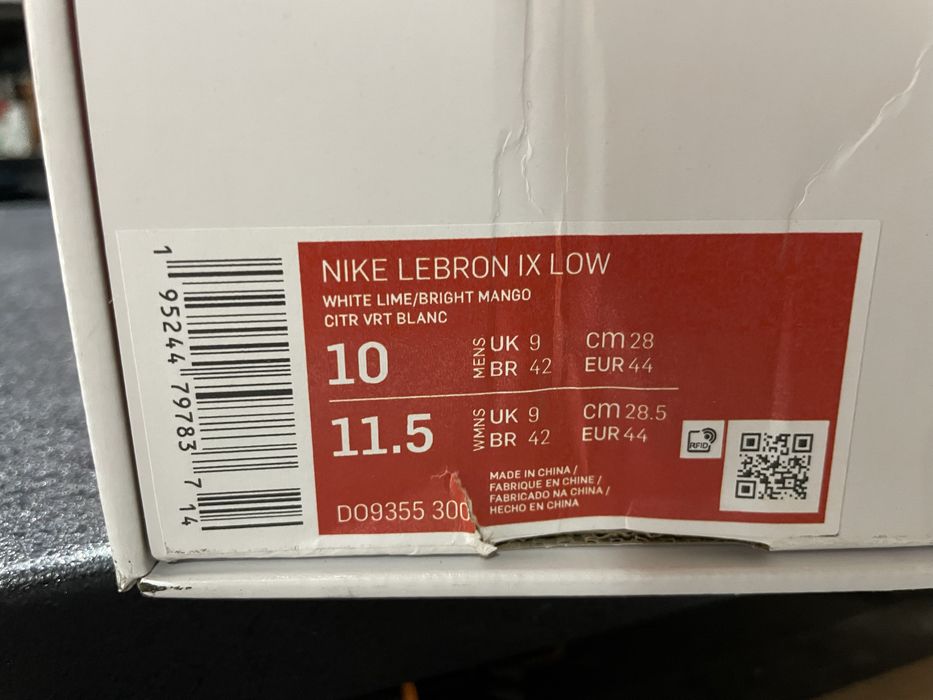 NIKE LEBRON IX LOW
WHITE LIME/BRIGHT MANGO
CITR VRT BLANC
10
MENS
UK 9
BR 42
cm 28
EUR 44
11.5
WMNS
UK 9
BR 42
cm 28.5
EUR 44
RFID
MADE IN CHINA /
FABRIQUE EN CHINE /
FABRICADO NA CHINA /
HECHO EN CHINA
DO9355 300
1 95244 79783 7 14